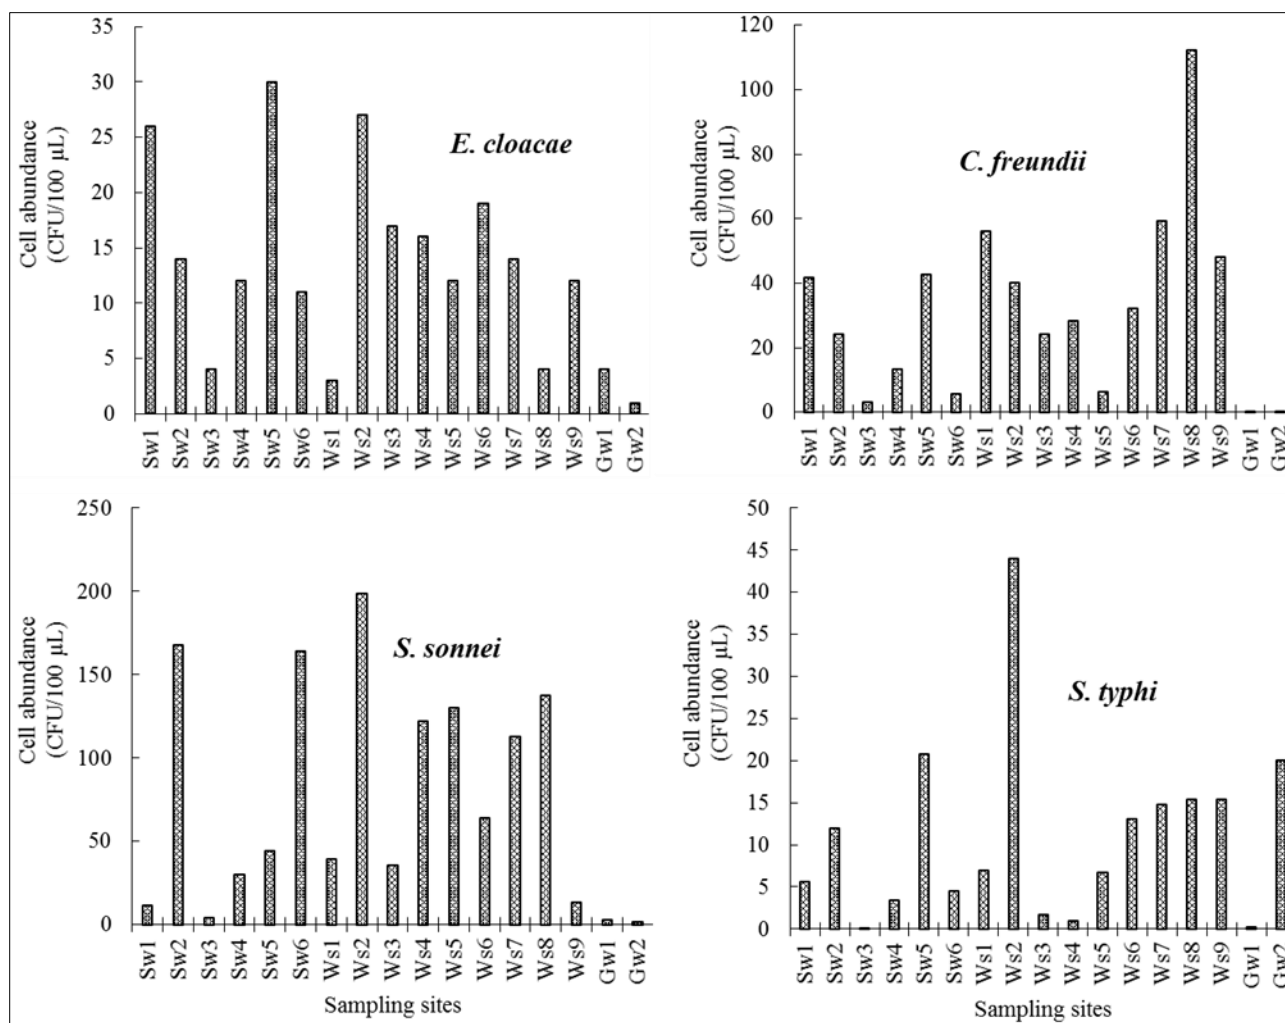 35
30
25
20
15
10
5
0
Cell abundance
(CFU/100 µL)
E. cloacae
Sw1 Sw2 Sw3 Sw4 Sw5 Sw6 Ws1 Ws2 Ws3 Ws4 Ws5 Ws6 Ws7 Ws8 Ws9 Gw1 Gw2
120
100
80
60
40
20
0
Cell abundance
(CFU/100 µL)
C. freundii
Sw1 Sw2 Sw3 Sw4 Sw5 Sw6 Ws1 Ws2 Ws3 Ws4 Ws5 Ws6 Ws7 Ws8 Ws9 Gw1 Gw2
250
200
150
100
50
0
Cell abundance
(CFU/100 µL)
S. sonnei
Sw1 Sw2 Sw3 Sw4 Sw5 Sw6 Ws1 Ws2 Ws3 Ws4 Ws5 Ws6 Ws7 Ws8 Ws9 Gw1 Gw2
Sampling sites
50
45
40
35
30
25
20
15
10
5
0
Cell abundance
(CFU/100 µL)
S. typhi
Sw1 Sw2 Sw3 Sw4 Sw5 Sw6 Ws1 Ws2 Ws3 Ws4 Ws5 Ws6 Ws7 Ws8 Ws9 Gw1 Gw2
Sampling sites